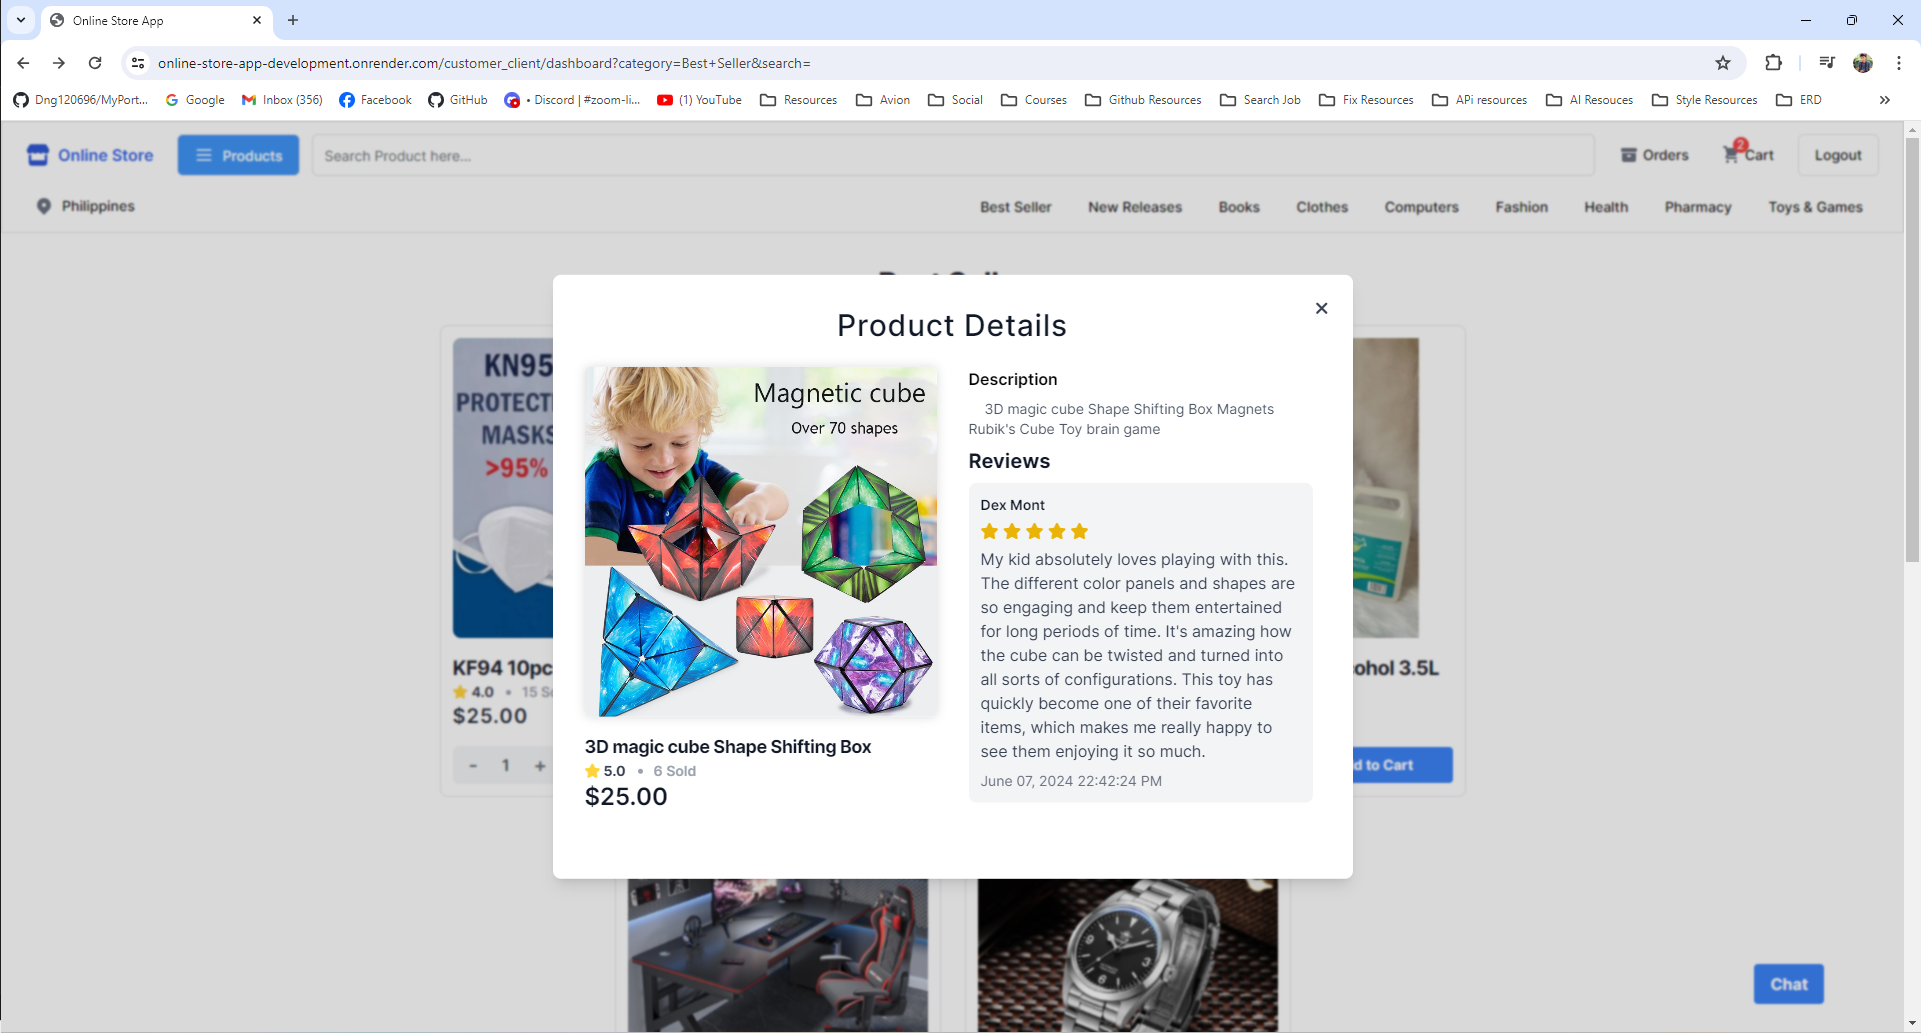 Online Store App
online-store-app-development.onrender.com/customer_client/dashboard?category=Best+Seller&search=
Dng120696/MyPort... Google Inbox (356) Facebook GitHub • Discord | #zoom-li... (1) YouTube Resources Avion Social Courses Github Resources Search Job Fix Resources APi resources AI Resouces Style Resources ERD »
Online Store Products Search Product here... Orders 2 Cart Logout
Philippines Best Seller New Releases Books Clothes Computers Fashion Health Pharmacy Toys & Games
Product Details
Magnetic cube
Over 70 shapes
3D magic cube Shape Shifting Box
5.0 • 6 Sold
$25.00
Description
3D magic cube Shape Shifting Box Magnets
Rubik's Cube Toy brain game
Reviews
Dex Mont
My kid absolutely loves playing with this.
The different color panels and shapes are
so engaging and keep them entertained
for long periods of time. It's amazing how
the cube can be twisted and turned into
all sorts of configurations. This toy has
quickly become one of their favorite
items, which makes me really happy to
see them enjoying it so much.
June 07, 2024 22:42:24 PM
KN95
PROTECT
MASKS
>95%
KF94 10pc
4.0 • 15 So
$25.00
- 1 +
ohol 3.5L
d to Cart
Chat